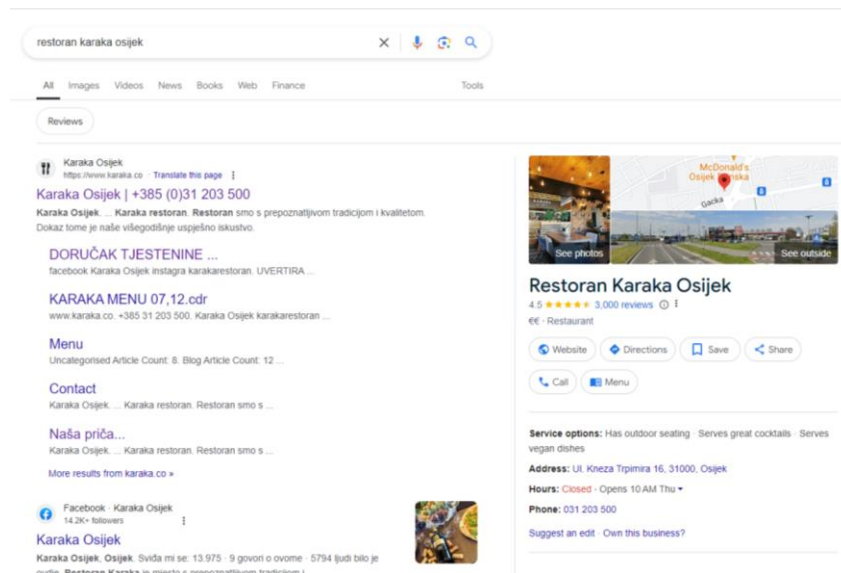 restoran karaka osijek
All Images Videos News Books Web Finance Tools
Reviews
Karaka Osijek
https://www.karaka.co · Translate this page
Karaka Osijek | +385 (0)31 203 500
Karaka Osijek. ... Karaka restoran. Restoran smo s prepoznatljivom tradicijom i kvalitetom.
Dokaz tome je naše višegodišnje uspješno iskustvo.
DORUČAK TJESTENINE ...
facebook Karaka Osijek instagra karakarestoran. UVERTIRA ...
KARAKA MENU 07,12.cdr
www.karaka.co. +385 31 203 500. Karaka Osijek karakarestoran ...
Menu
Uncategorised Article Count: 8. Blog Article Count: 12 ...
Contact
Karaka Osijek. ... Karaka restoran. Restoran smo s ...
Naša priča...
Karaka Osijek. ... Karaka restoran. Restoran smo s ...
More results from karaka.co »
Facebook · Karaka Osijek
14.2K+ followers
Karaka Osijek
Karaka Osijek, Osijek. Sviđa mi se: 13.975 · 9 govori o ovome · 5794 ljudi bilo je
ovdje. Restoran Karaka je mjesto s prepoznatljivom tradicijom i
McDonald's
Osijek
Gacka
See photos
See outside
Restoran Karaka Osijek
4.5 3,000 reviews
€€ · Restaurant
Website Directions Save Share
Call Menu
Service options: Has outdoor seating · Serves great cocktails · Serves
vegan dishes
Address: Ul. Kneza Trpimira 16, 31000, Osijek
Hours: Closed · Opens 10 AM Thu
Phone: 031 203 500
Suggest an edit · Own this business?